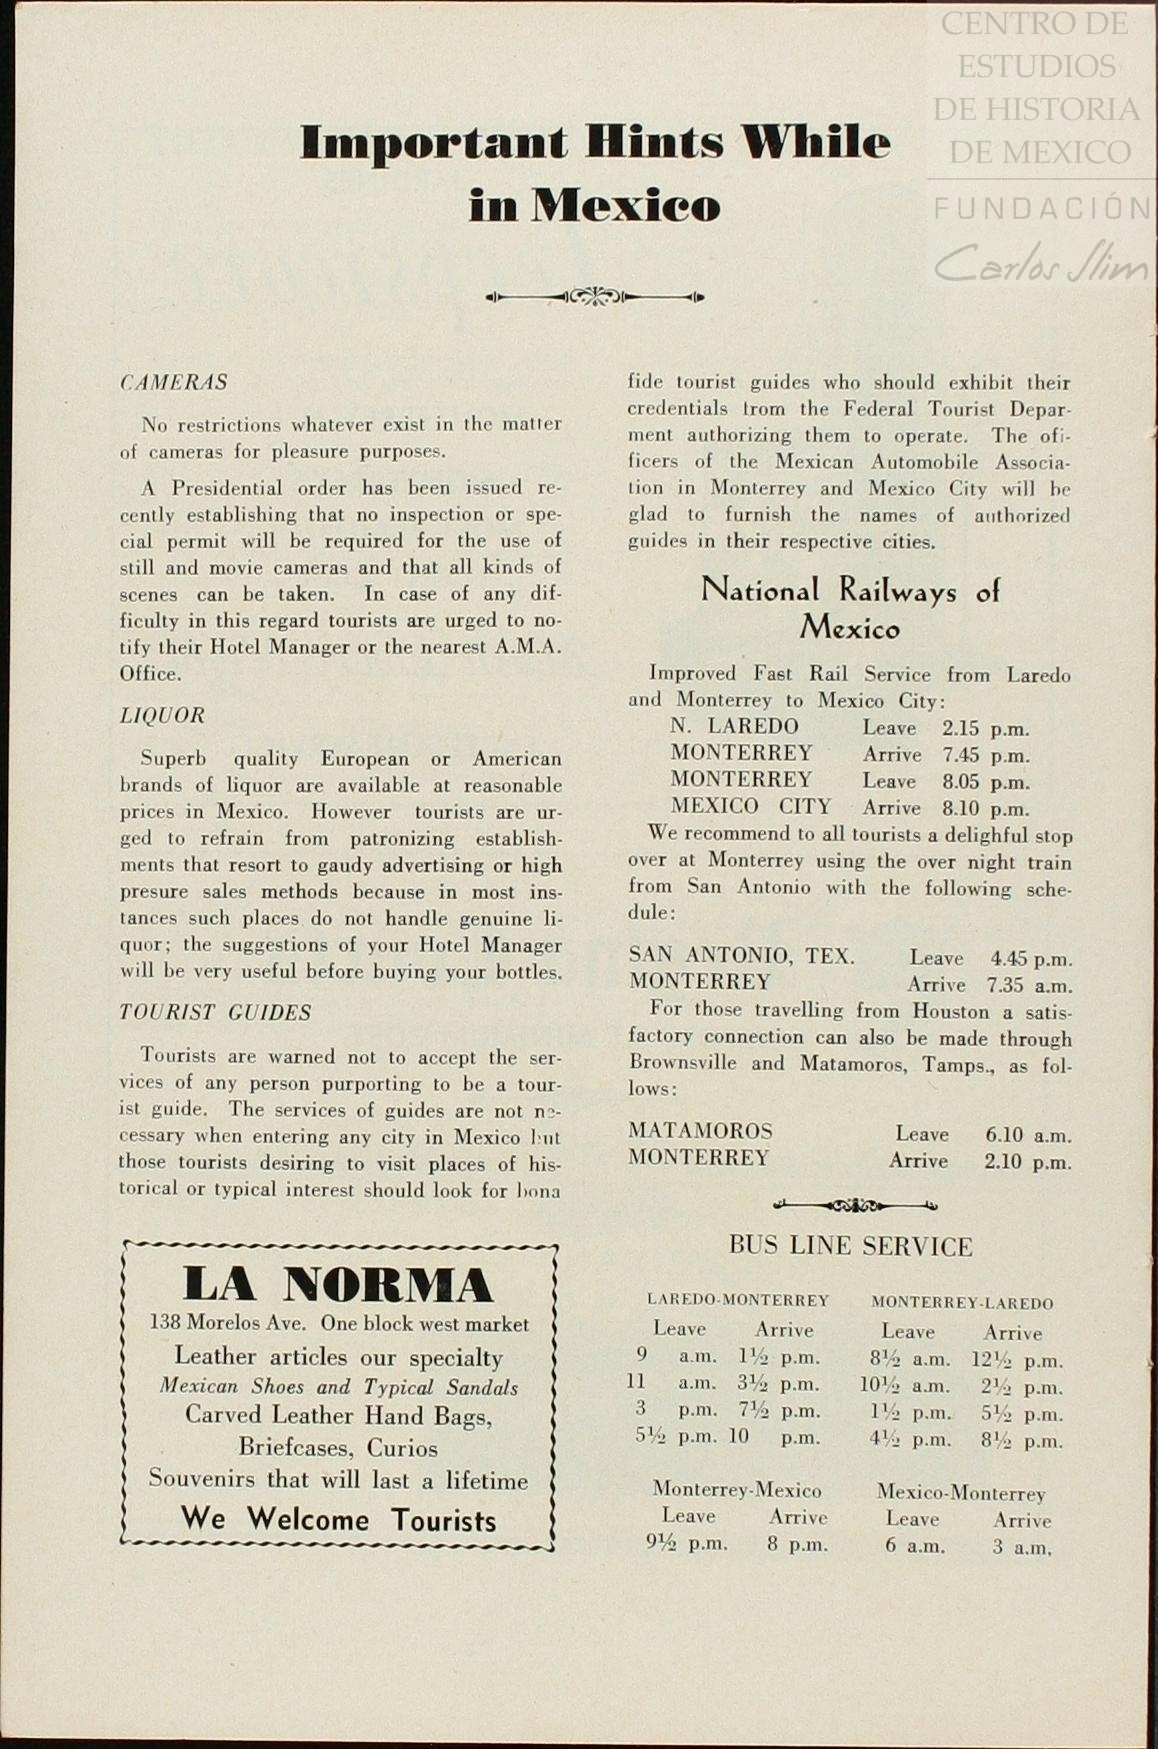 CENTRO DE
ESTUDIOS
DE HISTORIA
DE MEXICO
FUNDACIÓN
Carlos Slim
Important Hints While
in Mexico
CAMERAS
No restrictions whatever exist in the matter
of cameras for pleasure purposes.
A Presidential order has been issued re-
cently establishing that no inspection or spe-
cial permit will be required for the use of
still and movie cameras and that all kinds of
scenes can be taken. In case of any dif-
ficulty in this regard tourists are urged to no-
tify their Hotel Manager or the nearest A.M.A.
Office.
LIQUOR
Superb quality European or American
brands of liquor are available at reasonable
prices in Mexico. However tourists are ur-
ged to refrain from patronizing establish-
ments that resort to gaudy advertising or high
presure sales methods because in most ins-
tances such places do not handle genuine li-
quor; the suggestions of your Hotel Manager
will be very useful before buying your bottles.
TOURIST GUIDES
Tourists are warned not to accept the ser-
vices of any person purporting to be a tour-
ist guide. The services of guides are not ne-
cessary when entering any city in Mexico but
those tourists desiring to visit places of his-
torical or typical interest should look for bona
LA NORMA
138 Morelos Ave. One block west market
Leather articles our specialty
Mexican Shoes and Typical Sandals
Carved Leather Hand Bags,
Briefcases, Curios
Souvenirs that will last a lifetime
We Welcome Tourists
fide tourist guides who should exhibit their
credentials from the Federal Tourist Depar-
ment authorizing them to operate. The ofi-
ficers of the Mexican Automobile Associa-
tion in Monterrey and Mexico City will be
glad to furnish the names of authorized
guides in their respective cities.
National Railways of
Mexico
Improved Fast Rail Service from Laredo
and Monterrey to Mexico City:
N. LAREDO Leave 2.15 p.m.
MONTERREY Arrive 7.45 p.m.
MONTERREY Leave 8.05 p.m.
MEXICO CITY Arrive 8.10 p.m.
We recommend to all tourists a delighful stop
over at Monterrey using the over night train
from San Antonio with the following sche-
dule:
SAN ANTONIO, TEX. Leave 4.45 p.m.
MONTERREY Arrive 7.35 a.m.
For those travelling from Houston a satis-
factory connection can also be made through
Brownsville and Matamoros, Tamps., as fol-
lows:
MATAMOROS Leave 6.10 a.m.
MONTERREY Arrive 2.10 p.m.
BUS LINE SERVICE
LAREDO-MONTERREY MONTERREY-LAREDO
Leave Arrive Leave Arrive
9 a.m. 1½ p.m. 8½ a.m. 12½ p.m.
11 a.m. 3½ p.m. 10½ a.m. 2½ p.m.
3 p.m. 7½ p.m. 1½ p.m. 5½ p.m.
5½ p.m. 10 p.m. 4½ p.m. 8½ p.m.
Monterrey-Mexico Mexico-Monterrey
Leave Arrive Leave Arrive
9½ p.m. 8 p.m. 6 a.m. 3 a.m.